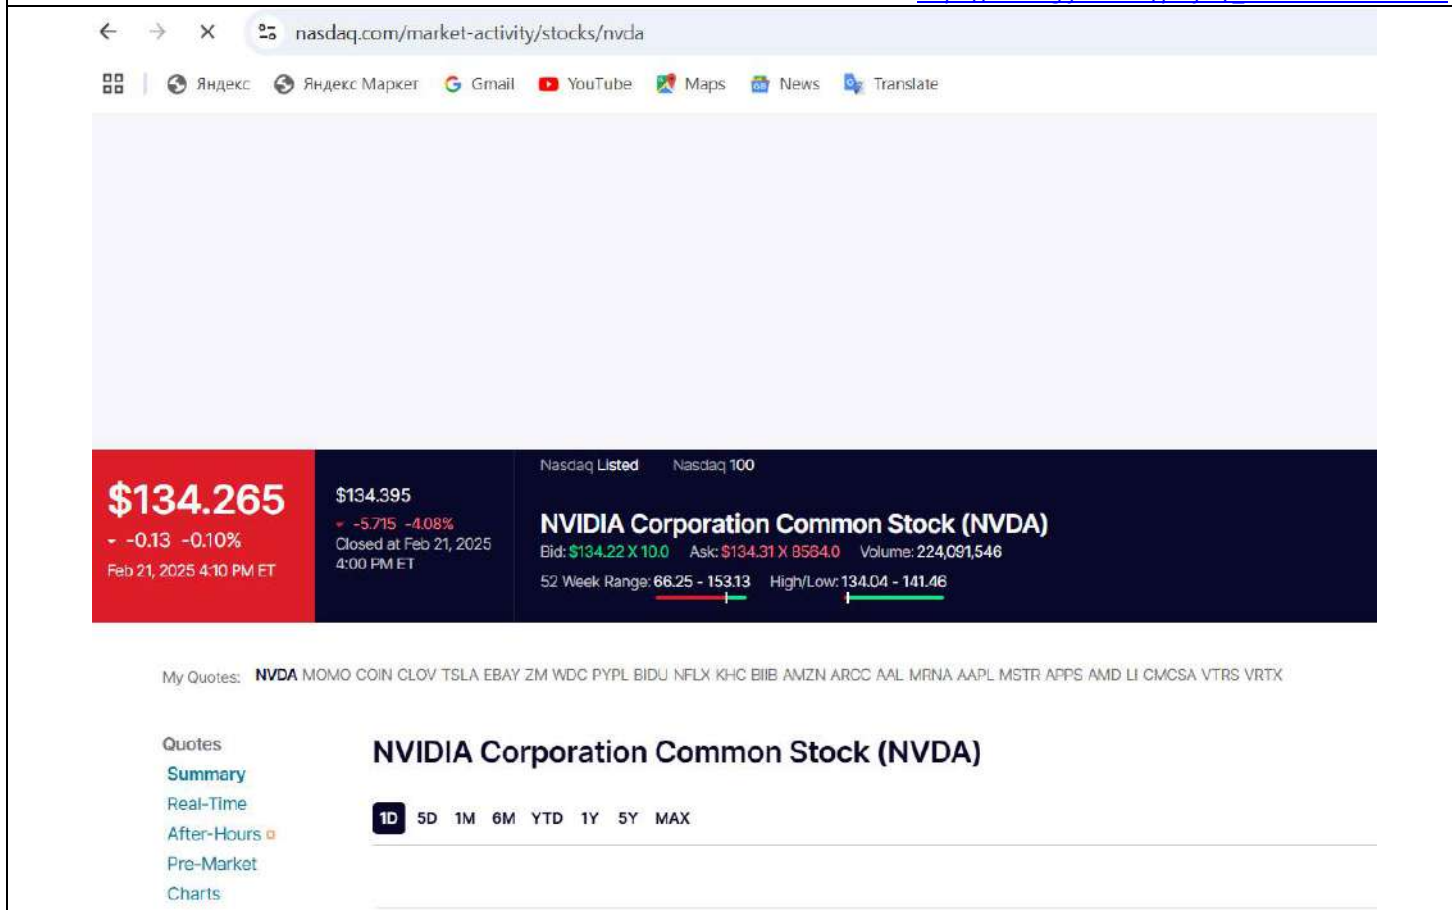 nasdaq.com/market-activity/stocks/nvda
Яндекс Яндекс Маркет Gmail YouTube Maps News Translate
Nasdaq Listed Nasdaq 100
$134.265
-0.13 -0.10%
Feb 21, 2025 4:10 PM ET
$134.395
-5.715 -4.08%
Closed at Feb 21, 2025
4:00 PM ET
NVIDIA Corporation Common Stock (NVDA)
Bid: $134.22 X 10.0 Ask: $134.31 X 8564.0 Volume: 224,091,546
52 Week Range: 66.25 - 153.13 High/Low: 134.04 - 141.46
My Quotes: NVDA MOMO COIN CLOV TSLA EBAY ZM WDC PYPL BIDU NFLX KHC BIIB AMZN ARCC AAL MRNA AAPL MSTR APPS AMD LI CMCSA VTRS VRTX
Quotes
Summary
Real-Time
After-Hours
Pre-Market
Charts
NVIDIA Corporation Common Stock (NVDA)
1D 5D 1M 6M YTD 1Y 5Y MAX